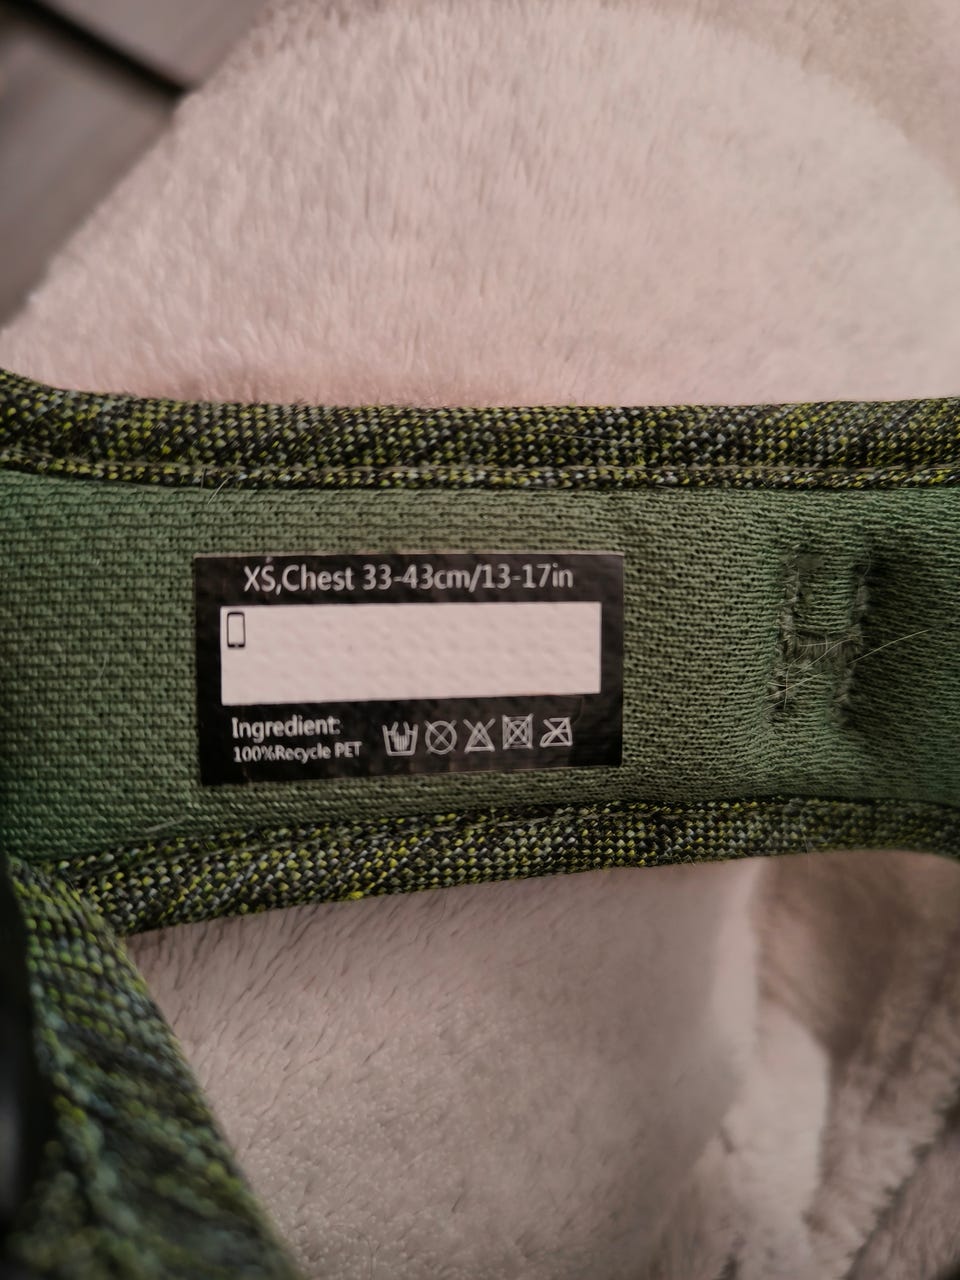 XS,Chest 33-43cm/13-17in
Ingredient:
100%Recycle PET